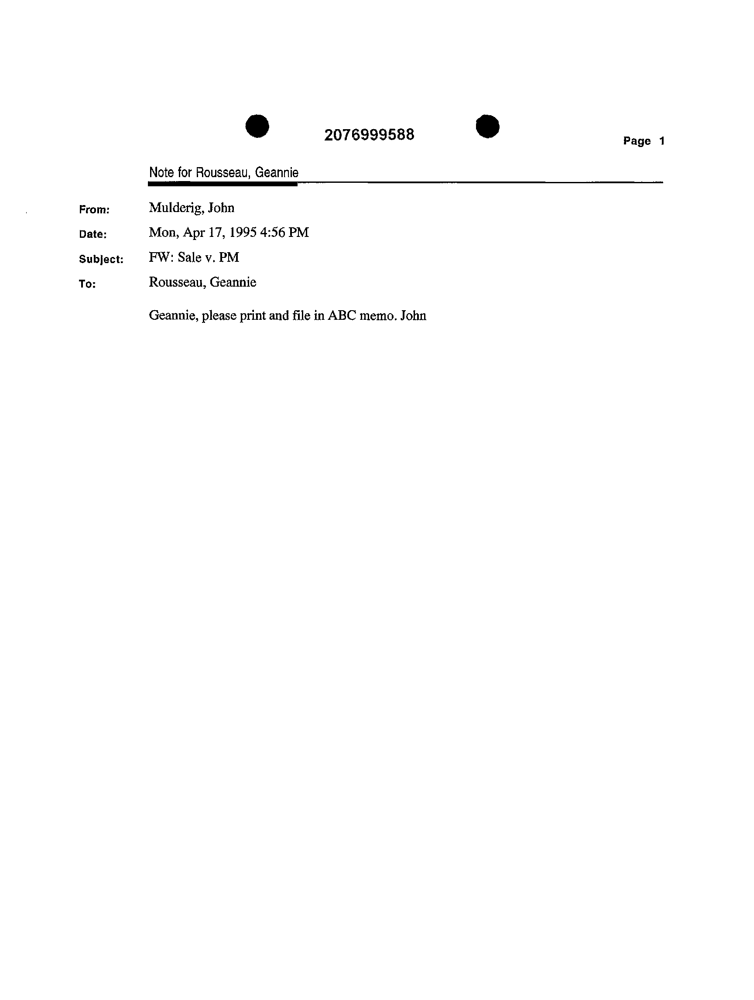 2076999588
Page 1
Note for Rousseau, Geannie
From: Mulderig, John
Date: Mon, Apr 17, 1995 4:56 PM
Subject: FW: Sale v. PM
To: Rousseau, Geannie
Geannie, please print and file in ABC memo. John